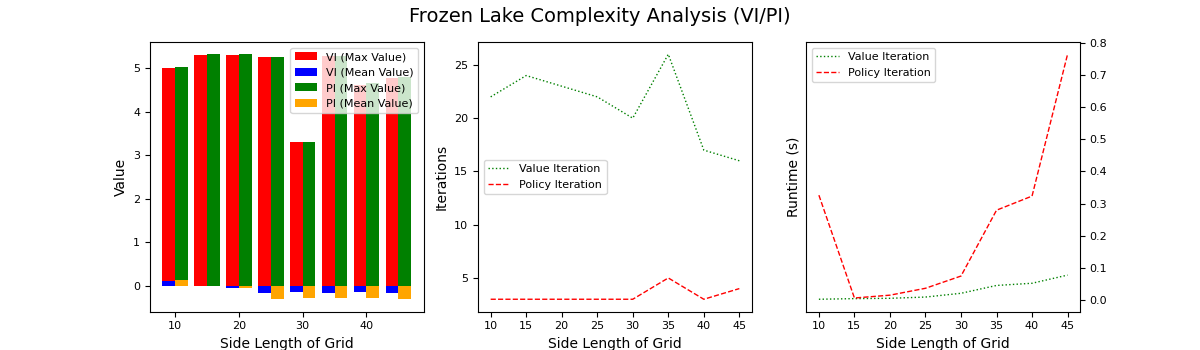 Frozen Lake Complexity Analysis (VI/PI)
Value
5
4
3
2
1
0
VI (Max Value)
VI (Mean Value)
PI (Max Value)
PI (Mean Value)
10 20 30 40
Side Length of Grid
Iterations
25
20
15
10
5
Value Iteration
Policy Iteration
10 15 20 25 30 35 40 45
Side Length of Grid
Runtime (s)
Value Iteration
Policy Iteration
0.8
0.7
0.6
0.5
0.4
0.3
0.2
0.1
0.0
10 15 20 25 30 35 40 45
Side Length of Grid